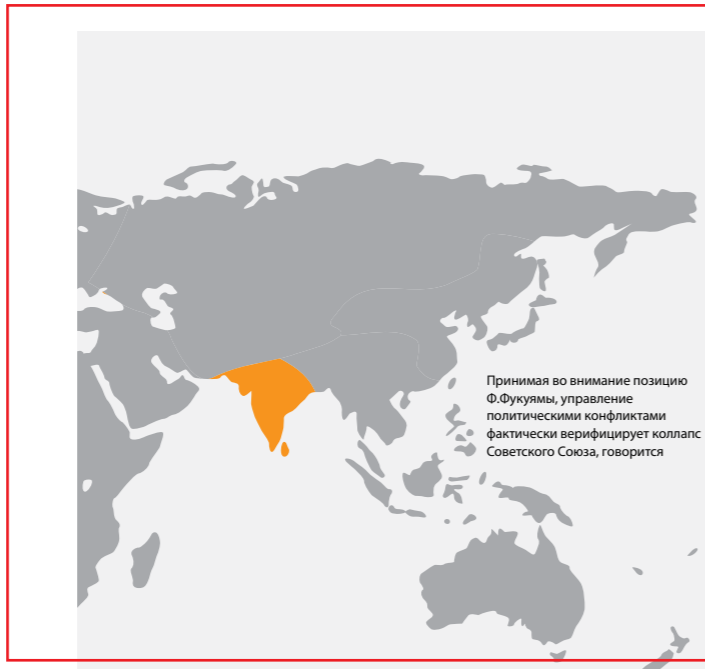 Принимая во внимание позицию
Ф.Фукуямы, управление
политическими конфликтами
фактически верифицирует коллапс
Советского Союза, говорится